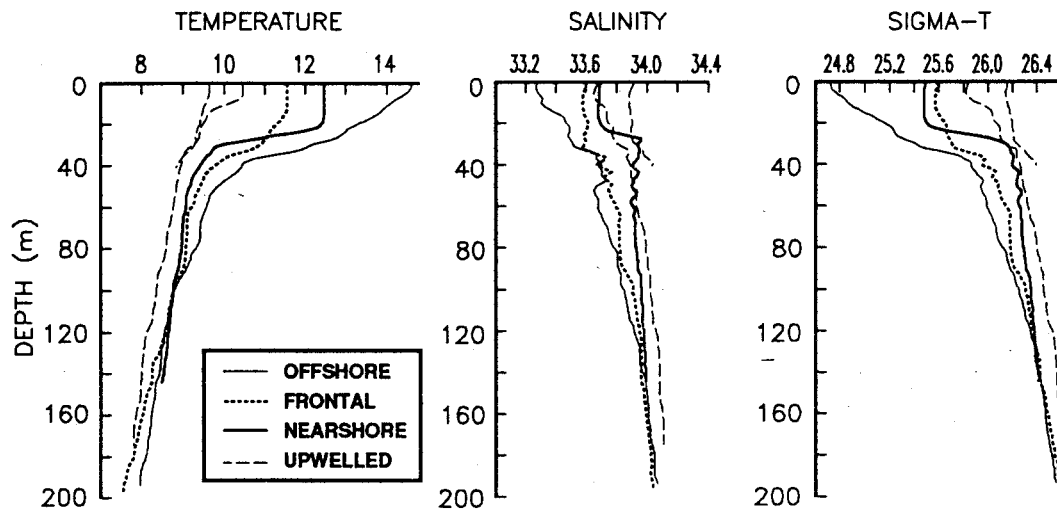 TEMPERATURE
SALINITY
SIGMA-T
8 10 12 14
33.2 33.6 34.0 34.4
24.8 25.2 25.6 26.0 26.4
0
40
80
120
160
200
DEPTH (m)
0
40
80
120
160
200
0
40
80
120
160
200
OFFSHORE
FRONTAL
NEARSHORE
UPWELLED